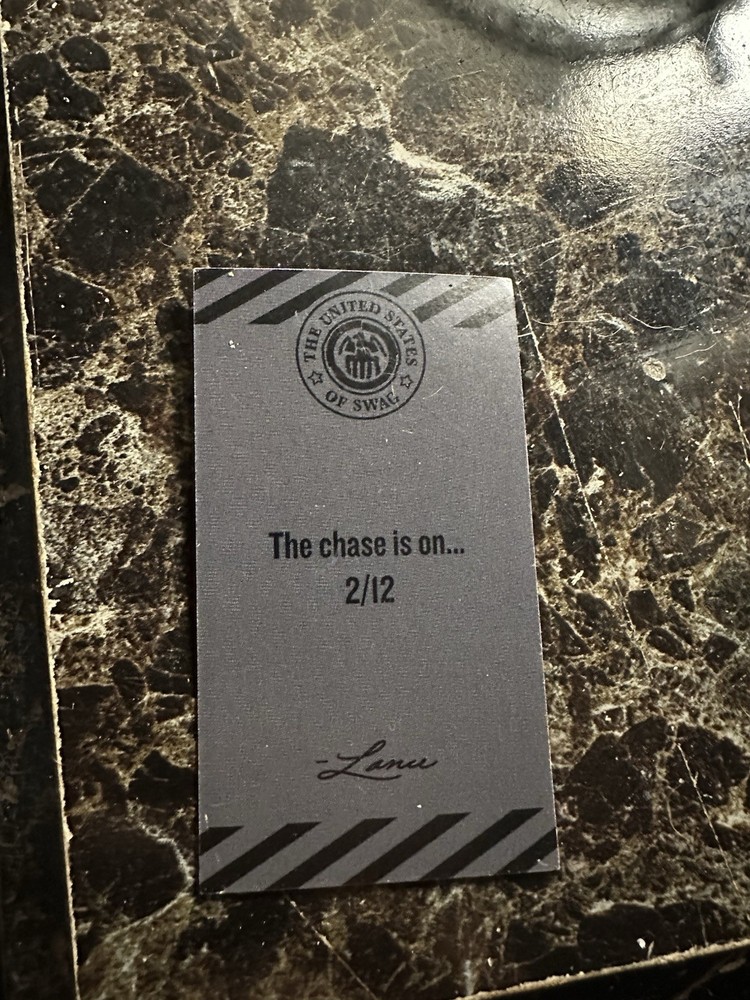 THE UNITED STATES
OF SWAG
The chase is on...
2/12
-Lance